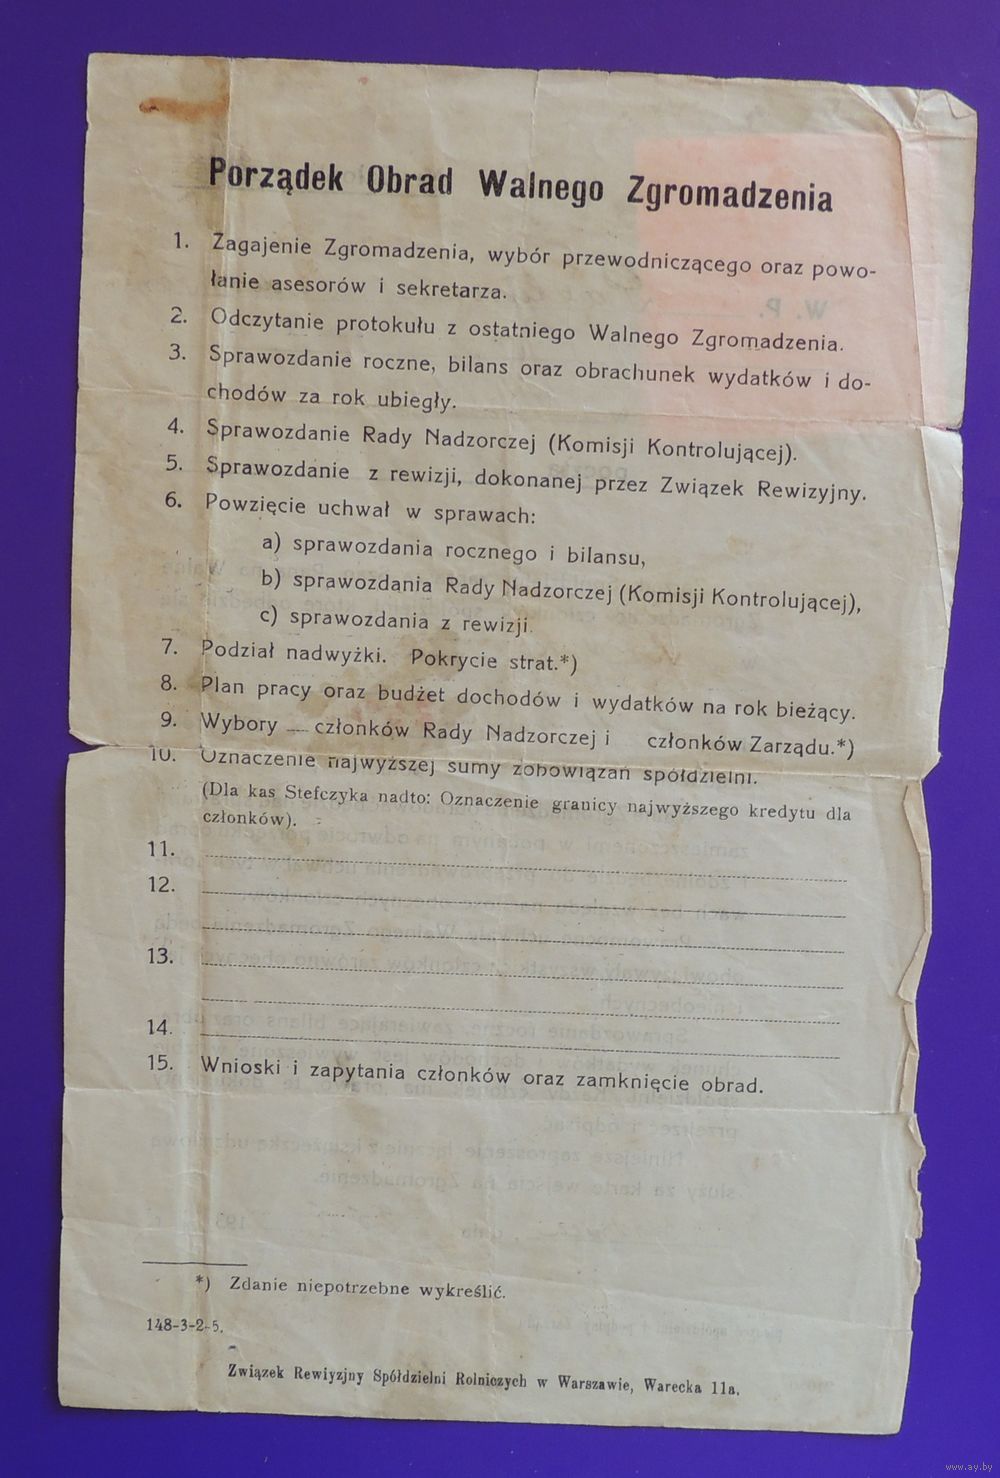 Porządek Obrad Walnego Zgromadzenia
1. Zagajenie Zgromadzenia, wybór przewodniczącego oraz powo-
łanie asesorów i sekretarza.
2. Odczytanie protokułu z ostatniego Walnego Zgromadzenia.
3. Sprawozdanie roczne, bilans oraz obrachunek wydatków i do-
chodów za rok ubiegły.
4. Sprawozdanie Rady Nadzorczej (Komisji Kontrolującej).
5. Sprawozdanie z rewizji, dokonanej przez Związek Rewizyjny.
6. Powzięcie uchwał w sprawach:
a) sprawozdania rocznego i bilansu,
b) sprawozdania Rady Nadzorczej (Komisji Kontrolującej),
c) sprawozdania z rewizji.
7. Podział nadwyżki. Pokrycie strat.*)
8. Plan pracy oraz budżet dochodów i wydatków na rok bieżący.
9. Wybory — członków Rady Nadzorczej i członków Zarządu.*)
10. Oznaczenie najwyższej sumy zobowiązań spółdzielni.
(Dla kas Stefczyka nadto: Oznaczenie granicy najwyższego kredytu dla
członków).
11.
12.
13.
14.
15. Wnioski i zapytania członków oraz zamknięcie obrad.
*) Zdanie niepotrzebne wykreślić.
148-3-2-5.
Związek Rewiyzjny Spółdzielni Rolniczych w Warszawie, Warecka 11a.
www.ay.by